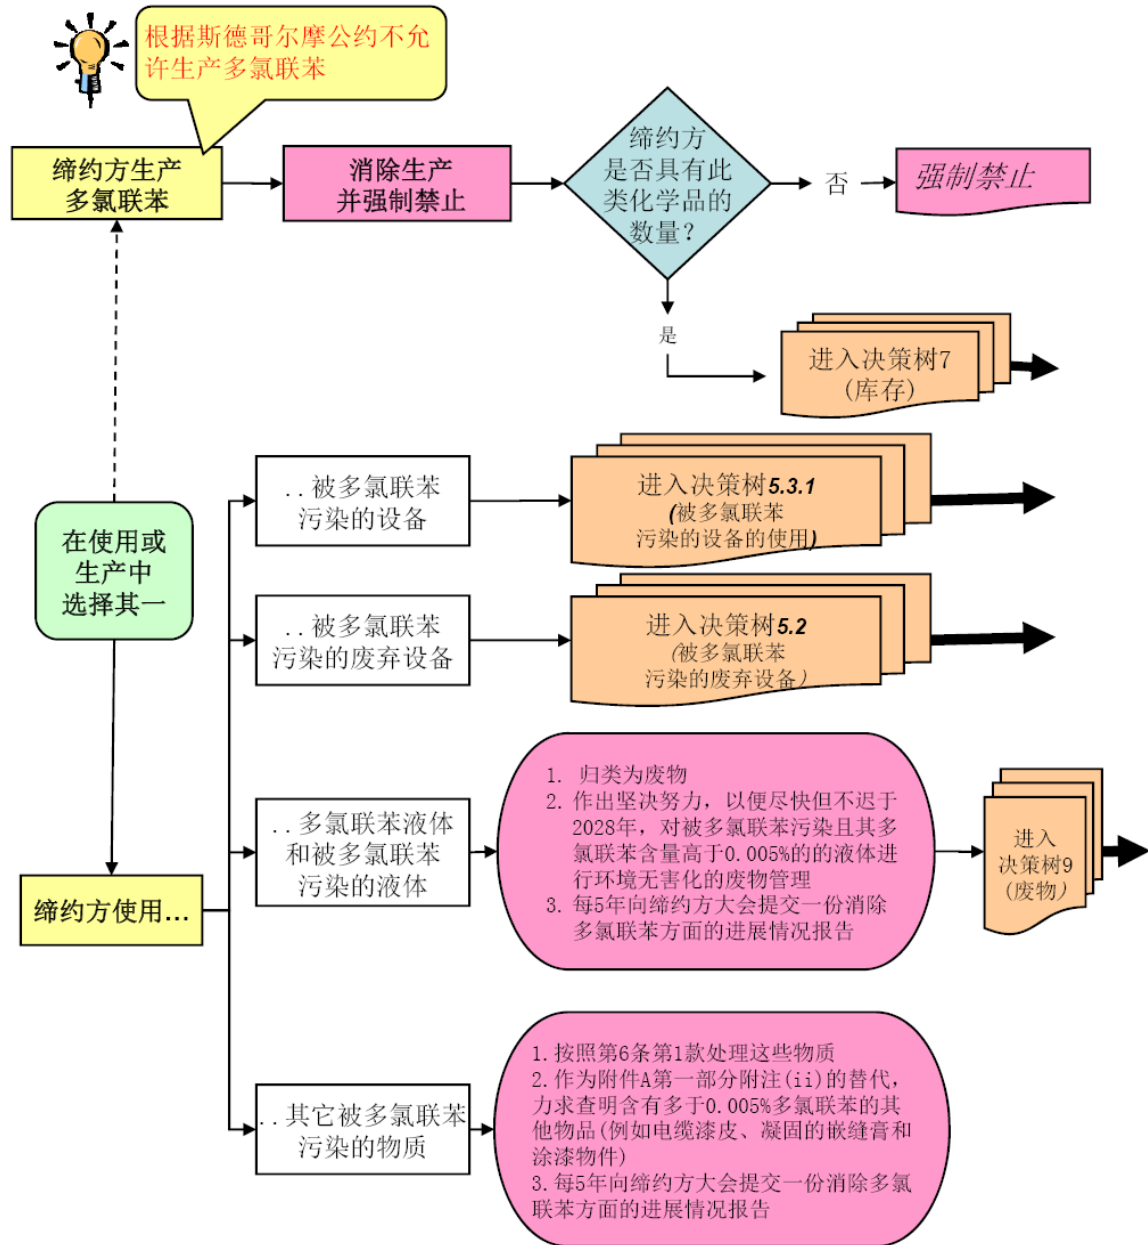 根据斯德哥尔摩公约不允
许生产多氯联苯
缔约方生产
多氯联苯
消除生产
并强制禁止
缔约方
是否具有此
类化学品的
数量？
否
强制禁止
是
进入决策树7
(库存)
..被多氯联苯
污染的设备
进入决策树5.3.1
(被多氯联苯
污染的设备的使用)
在使用或
生产中
选择其一
..被多氯联苯
污染的废弃设备
进入决策树5.2
(被多氯联苯
污染的废弃设备)
..多氯联苯液体
和被多氯联苯
污染的液体
1. 归类为废物
2. 作出坚决努力，以便尽快但不迟于
2028年，对被多氯联苯污染且其多
氯联苯含量高于0.005%的的液体进
行环境无害化的废物管理
3. 每5年向缔约方大会提交一份消除
多氯联苯方面的进展情况报告
进入
决策树9
(废物)
缔约方使用...
..其它被多氯联苯
污染的物质
1.按照第6条第1款处理这些物质
2.作为附件A第一部分附注(ii)的替代，
力求查明含有多于0.005%多氯联苯的其
他物品(例如电缆漆皮、凝固的嵌缝膏和
涂漆物件)
3.每5年向缔约方大会提交一份消除多氯
联苯方面的进展情况报告